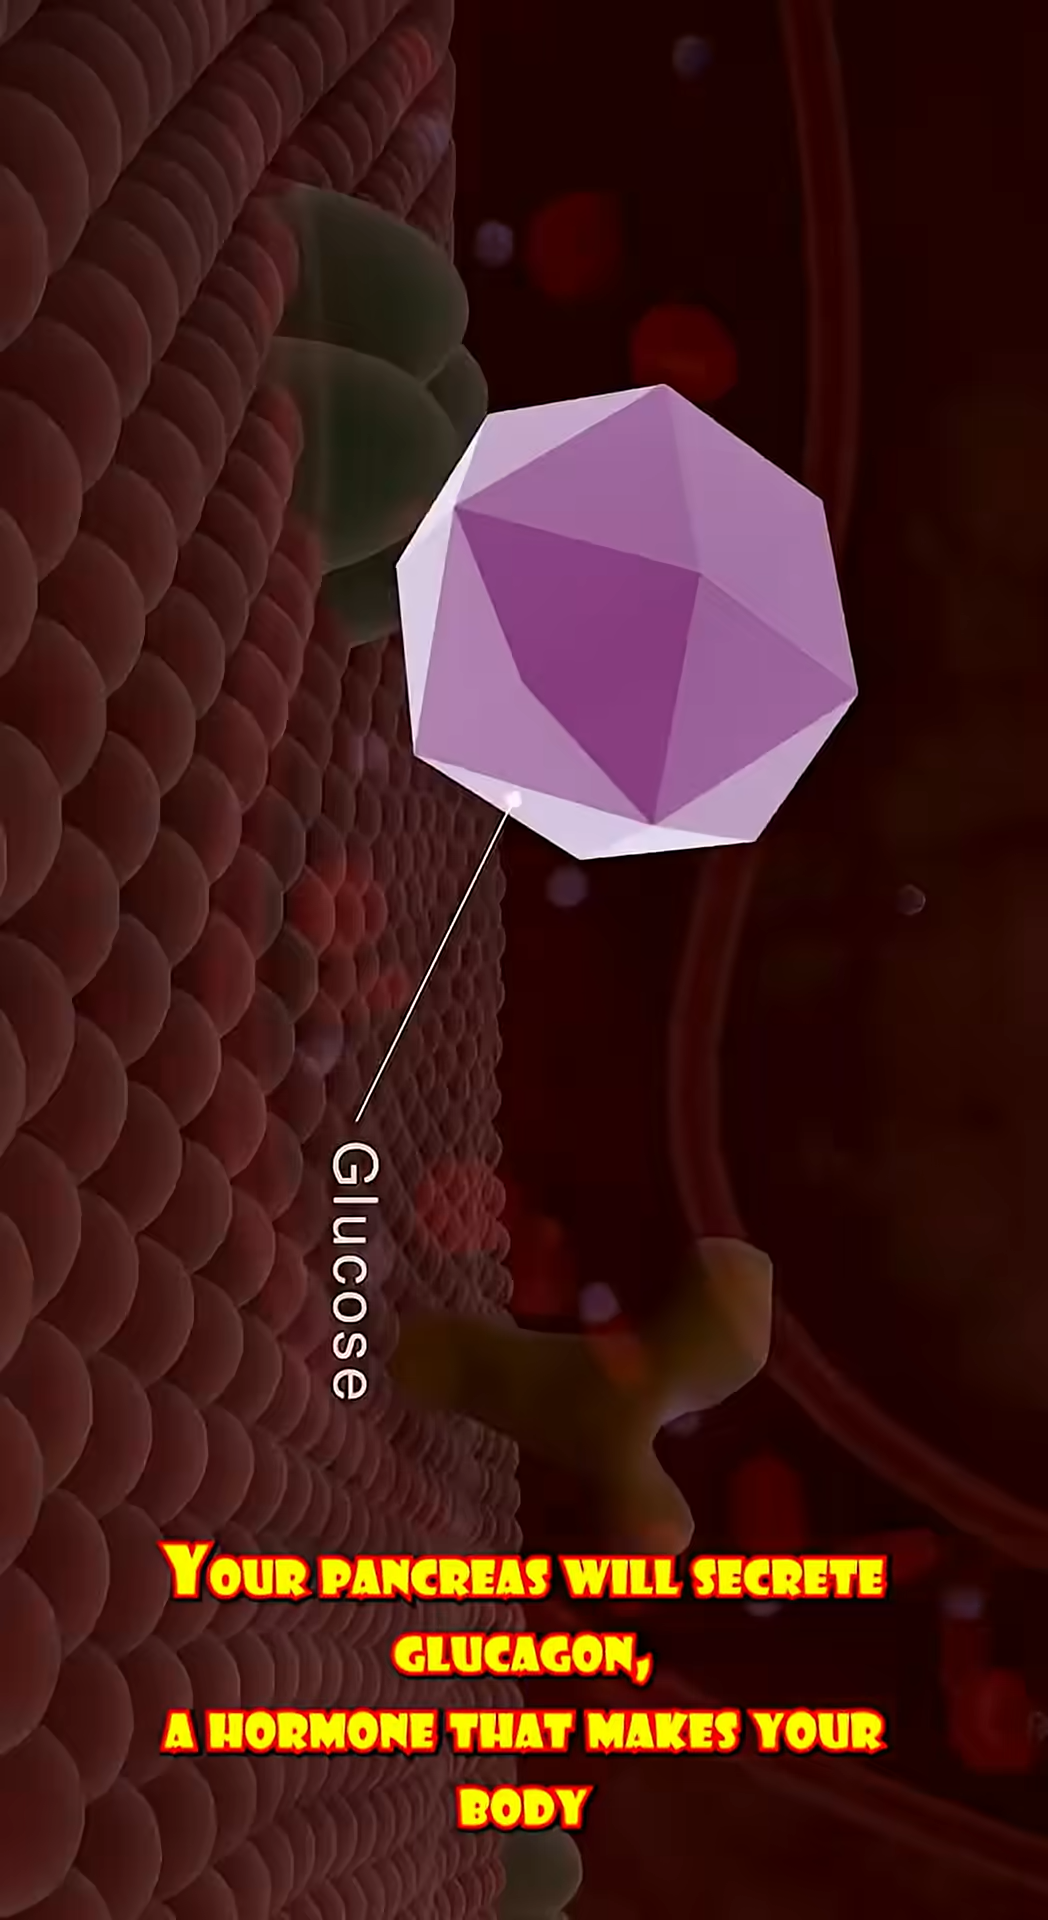 Glucose
Your pancreas will secrete
glucagon,
a hormone that makes your
body